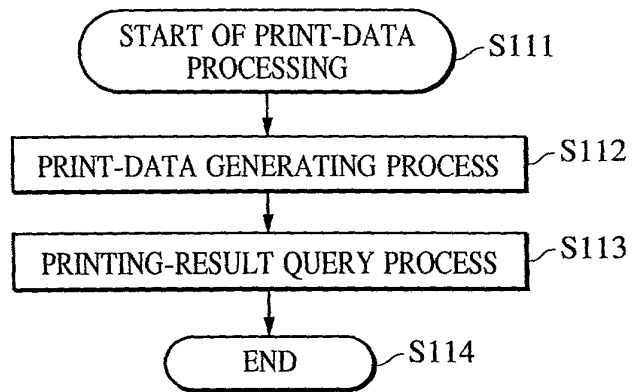 START OF PRINT-DATA
PROCESSING
S111
PRINT-DATA GENERATING PROCESS
S112
PRINTING-RESULT QUERY PROCESS
S113
END
S114